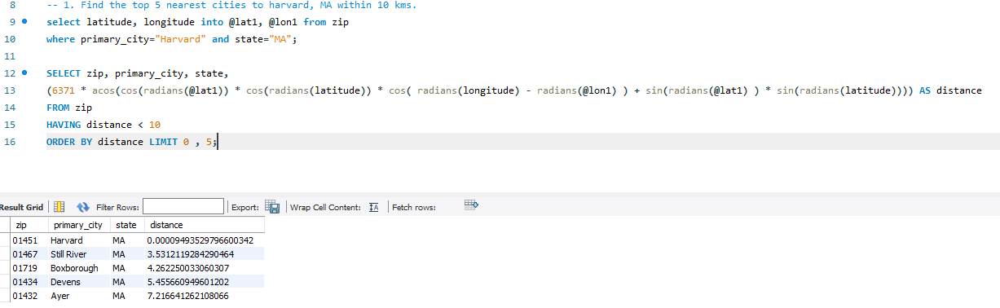 8 -- 1. Find the top 5 nearest cities to harvard, MA within 10 kms.
9 select latitude, longitude into @lat1, @lon1 from zip
10 where primary_city="Harvard" and state="MA";
11
12 SELECT zip, primary_city, state,
13 (6371 * acos(cos(radians(@lat1)) * cos(radians(latitude)) * cos( radians(longitude) - radians(@lon1) ) + sin(radians(@lat1) ) * sin(radians(latitude)))) AS distance
14 FROM zip
15 HAVING distance < 10
16 ORDER BY distance LIMIT 0 , 5;
Result Grid Filter Rows: Export: Wrap Cell Content: Fetch rows:
zip primary_city state distance
01451 Harvard MA 0.00009493529796600342
01467 Still River MA 3.5312119284290464
01719 Boxborough MA 4.262250033060307
01434 Devens MA 5.455660949601202
01432 Ayer MA 7.216641262108066